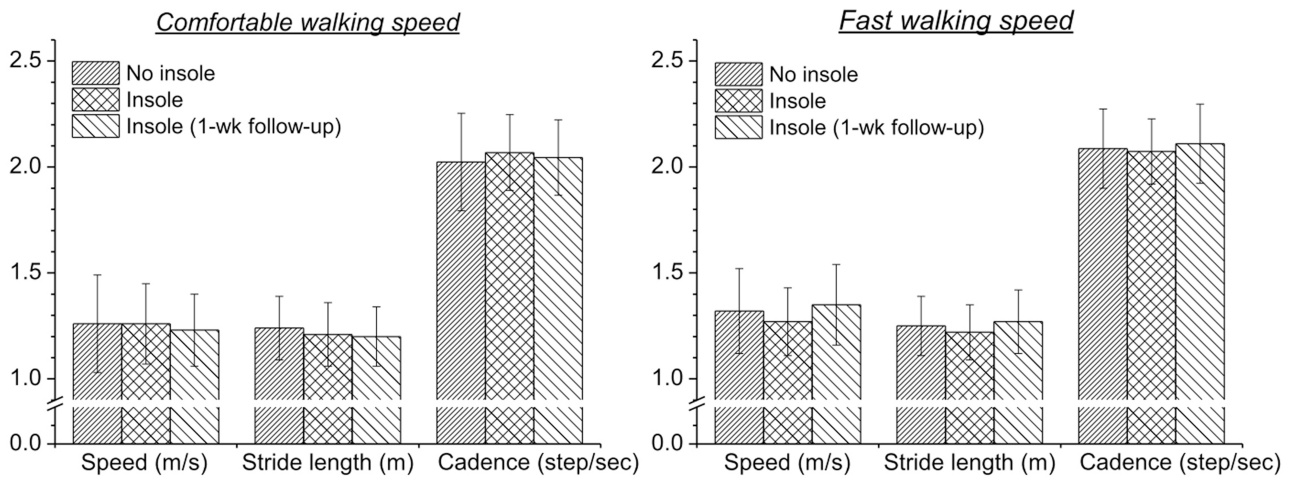 Comfortable walking speed
2.5
2.0
1.5
1.0
0.0
No insole
Insole
Insole (1-wk follow-up)
Speed (m/s)
Stride length (m)
Cadence (step/sec)
Fast walking speed
2.5
2.0
1.5
1.0
0.0
No insole
Insole
Insole (1-wk follow-up)
Speed (m/s)
Stride length (m)
Cadence (step/sec)